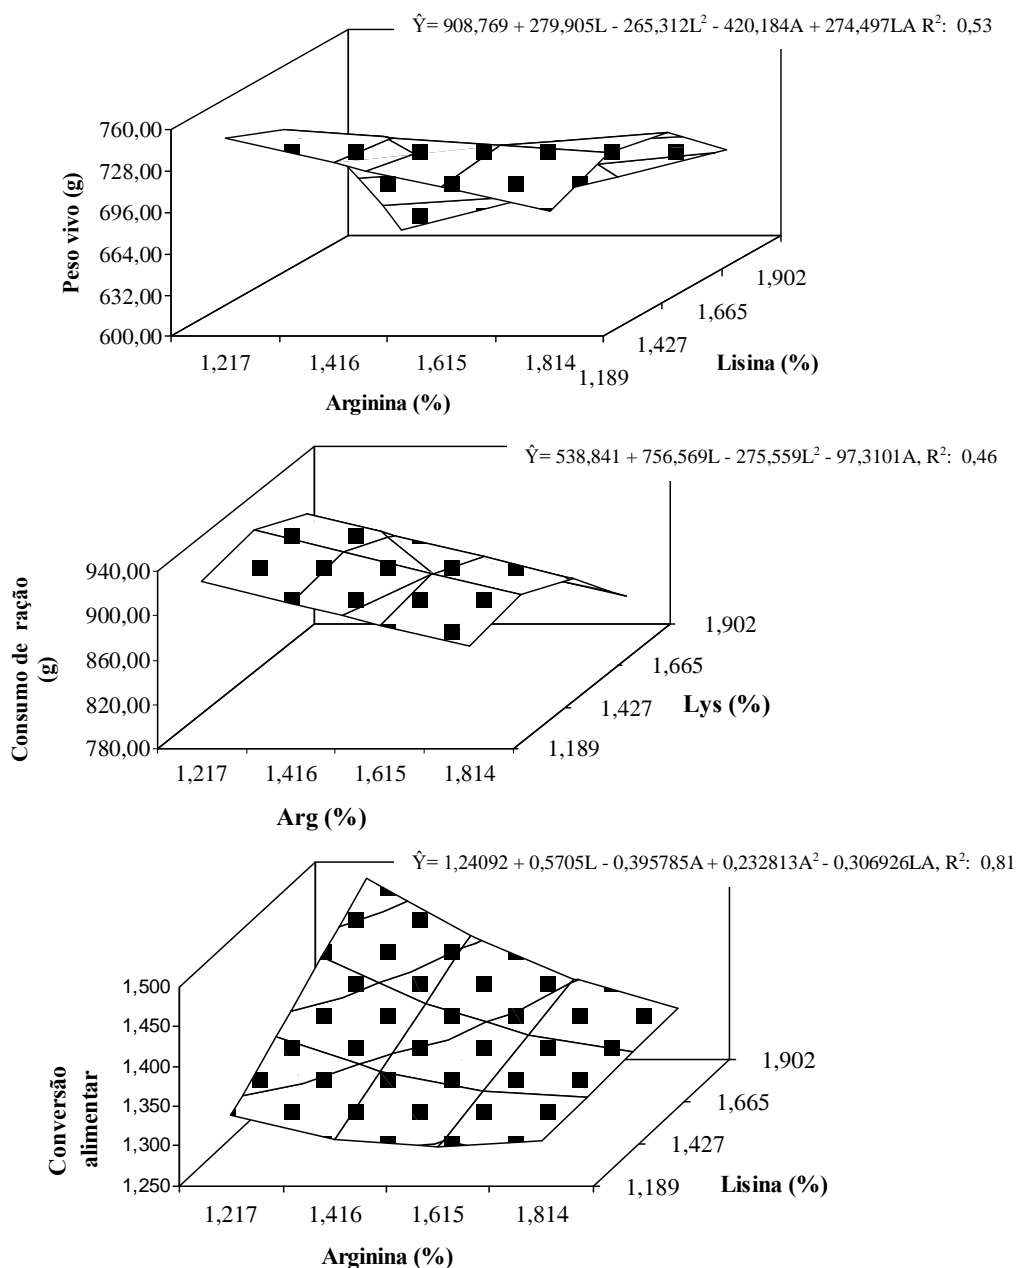 Ŷ= 908,769 + 279,905L - 265,312L² - 420,184A + 274,497LA R²: 0,53
760,00
728,00
696,00
664,00
632,00
600,00
Peso vivo (g)
1,217 1,416 1,615 1,814
Arginina (%)
1,189
1,427
1,665
1,902
Lisina (%)
Ŷ= 538,841 + 756,569L - 275,559L² - 97,3101A, R²: 0,46
940,00
900,00
860,00
820,00
780,00
Consumo de ração
(g)
1,217 1,416 1,615 1,814
Arg (%)
1,189
1,427
1,665
1,902
Lys (%)
Ŷ= 1,24092 + 0,5705L - 0,395785A + 0,232813A² - 0,306926LA, R²: 0,81
1,500
1,450
1,400
1,350
1,300
1,250
Conversão
alimentar
1,217 1,416 1,615 1,814
Arginina (%)
1,189
1,427
1,665
1,902
Lisina (%)